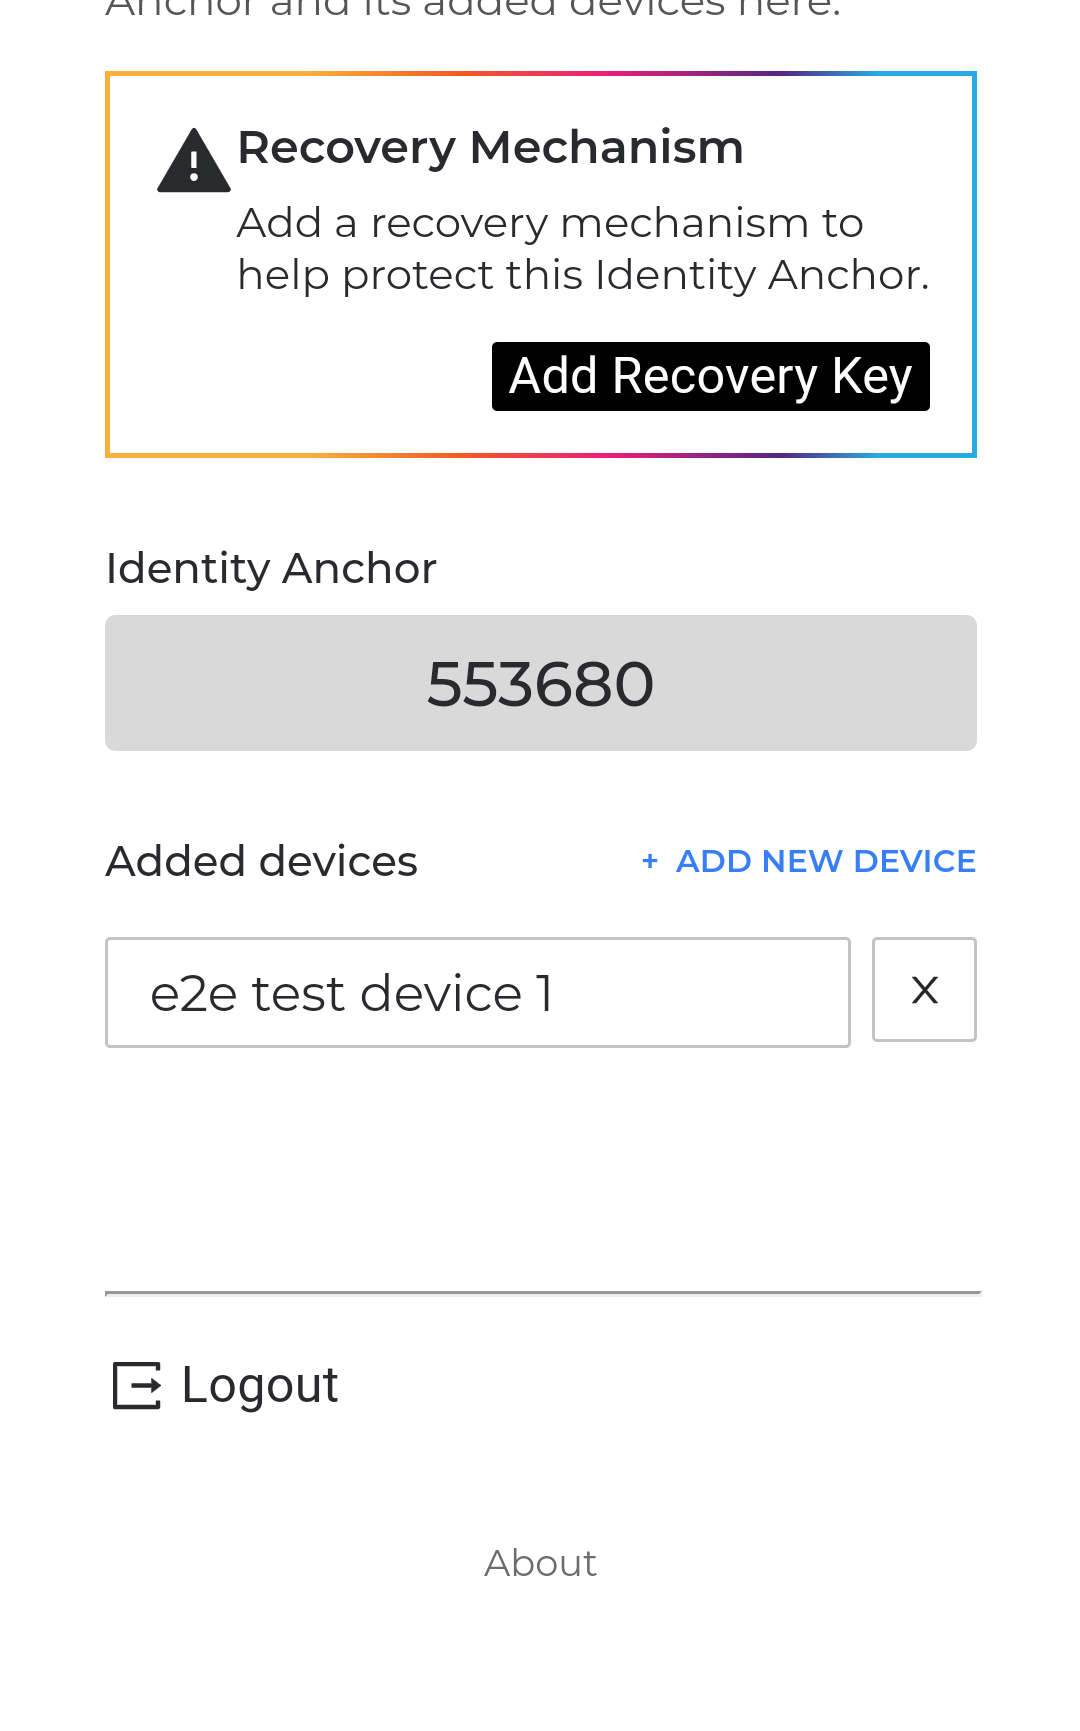 Anchor and its added devices here.
Recovery Mechanism
Add a recovery mechanism to
help protect this Identity Anchor.
Add Recovery Key
Identity Anchor
553680
Added devices
+ ADD NEW DEVICE
e2e test device 1
X
Logout
About